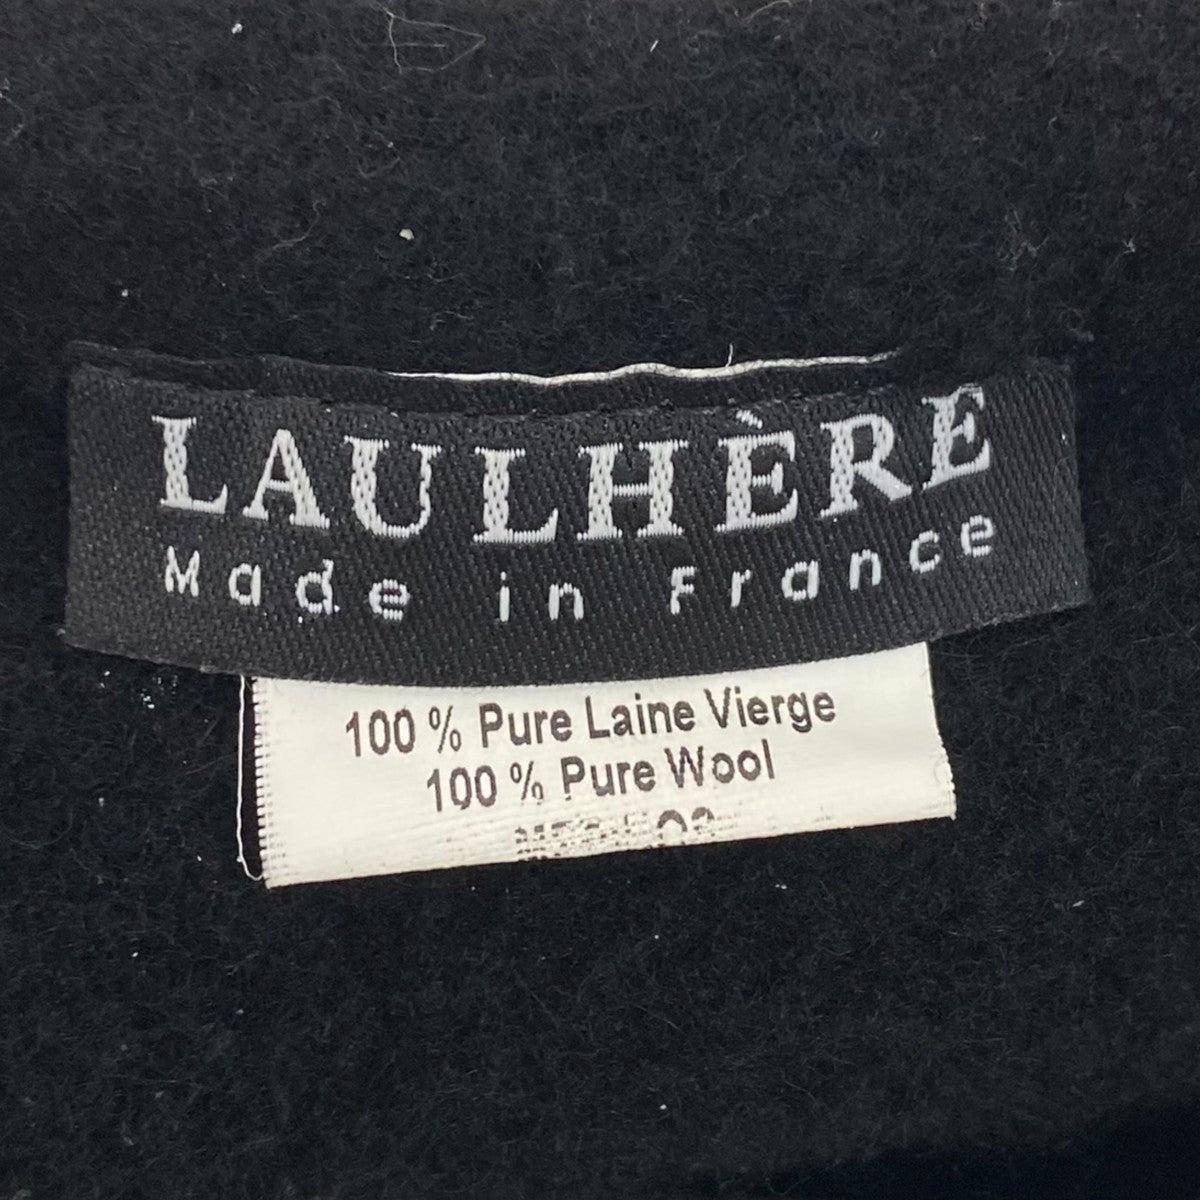 LAULHÈRE
Made in France
100 % Pure Laine Vierge
100 % Pure Wool